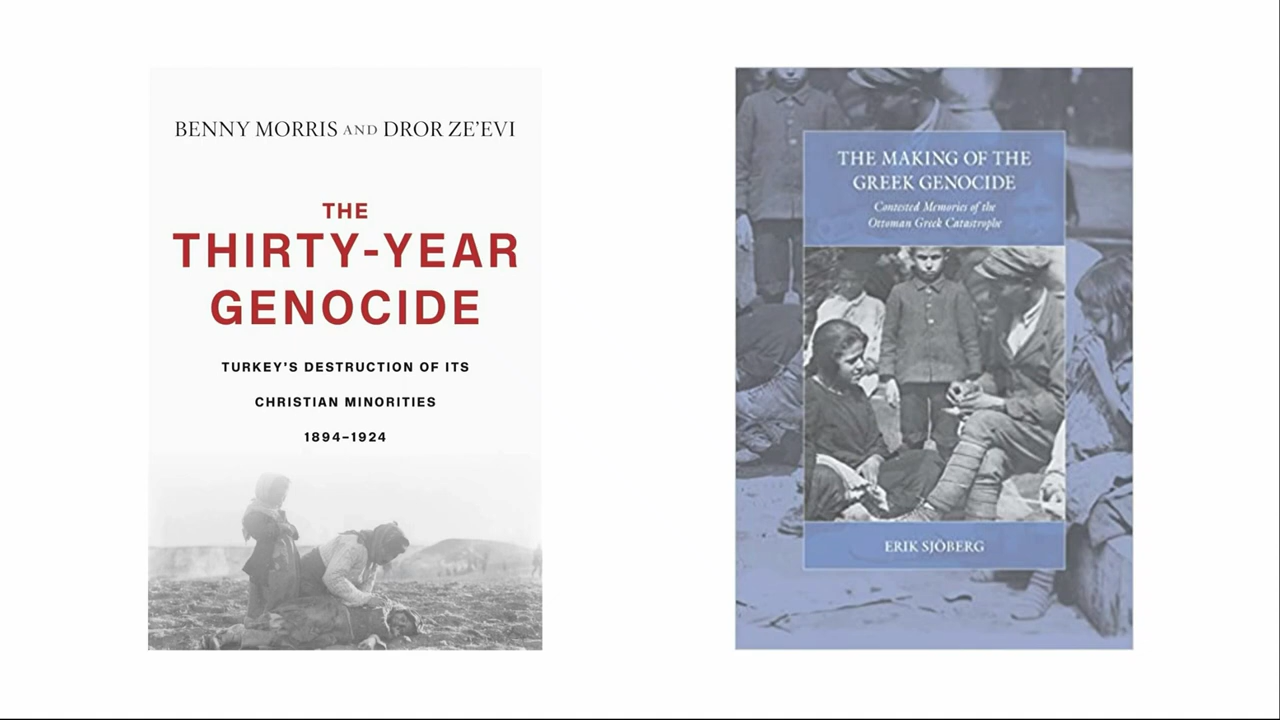 BENNY MORRIS AND DROR ZE'EVI
THE
THIRTY-YEAR
GENOCIDE
TURKEY'S DESTRUCTION OF ITS
CHRISTIAN MINORITIES
1894–1924
THE MAKING OF THE
GREEK GENOCIDE
Contested Memories of the
Ottoman Greek Catastrophe
ERIK SJÖBERG